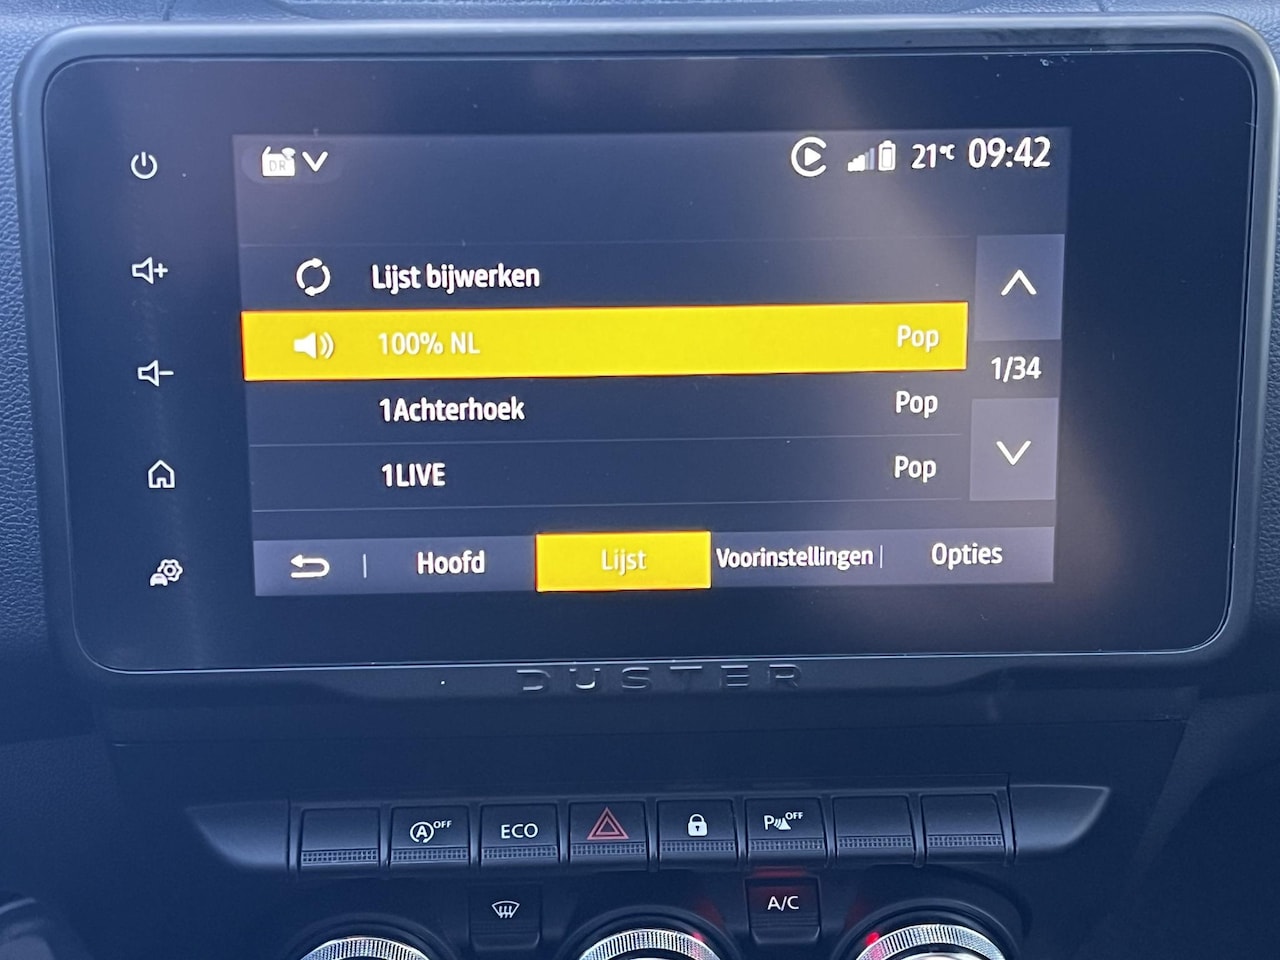 DR 21°C 09:42
Lijst bijwerken
100% NL Pop
1/34
1Achterhoek Pop
1LIVE Pop
Hoofd Lijst Voorinstellingen Opties
DUSTER
A OFF ECO P OFF
A/C